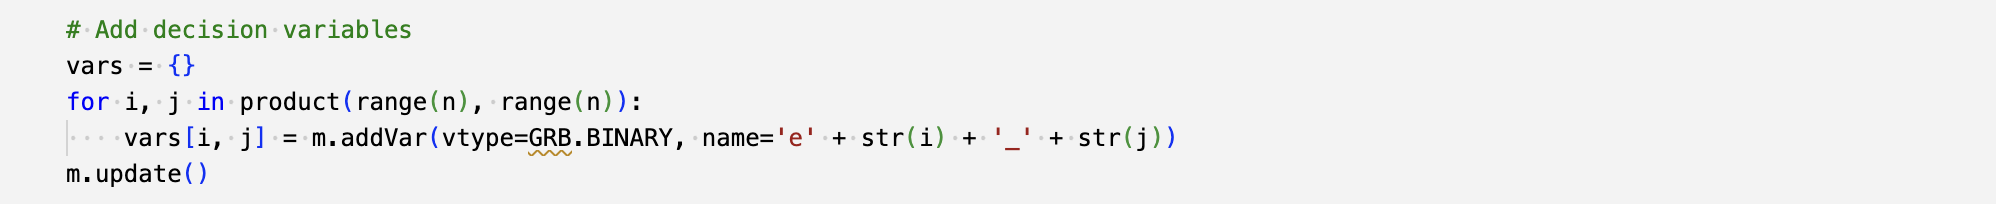 # Add decision variables
vars = {}
for i, j in product(range(n), range(n)):
    vars[i, j] = m.addVar(vtype=GRB.BINARY, name='e' + str(i) + '_' + str(j))
m.update()